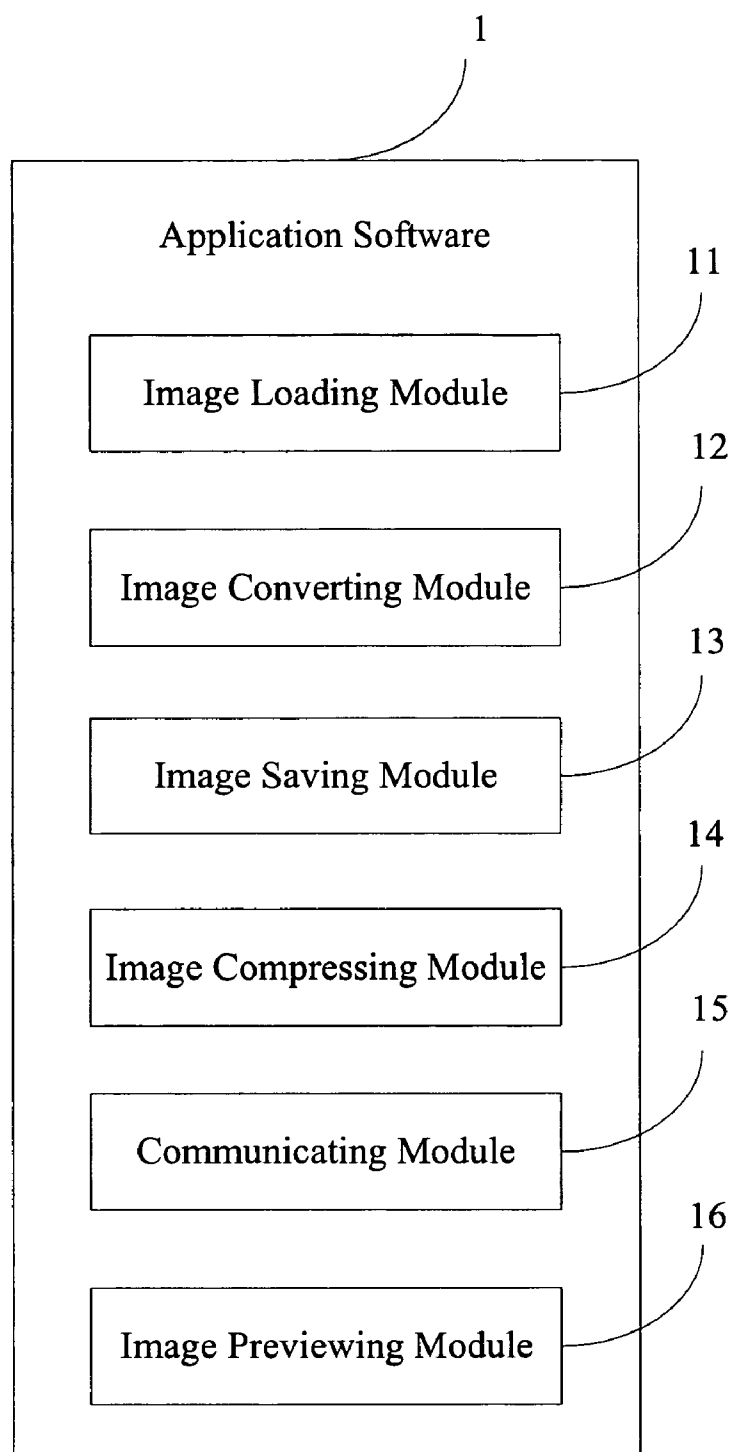 1
Application Software
11
Image Loading Module
12
Image Converting Module
13
Image Saving Module
14
Image Compressing Module
15
Communicating Module
16
Image Previewing Module